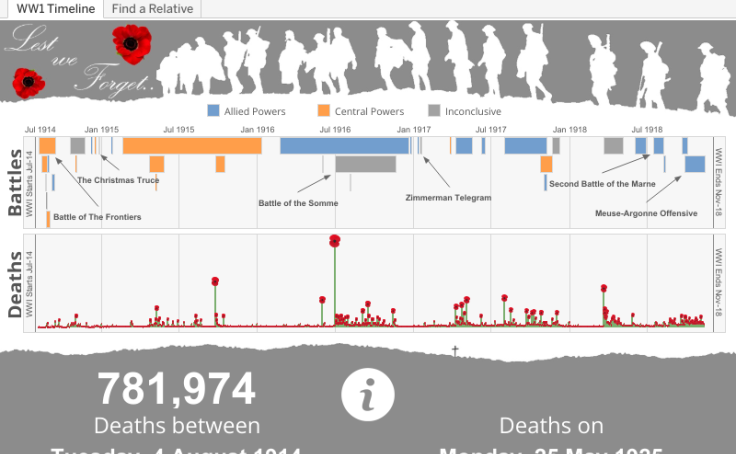 WW1 Timeline
Find a Relative
Lest
we
Forget..
Allied Powers
Central Powers
Inconclusive
Jul 1914
Jan 1915
Jul 1915
Jan 1916
Jul 1916
Jan 1917
Jul 1917
Jan 1918
Jul 1918
Battles
WWI Starts Jul-14
The Christmas Truce
Battle of The Frontiers
Battle of the Somme
Zimmerman Telegram
Second Battle of the Marne
Meuse-Argonne Offensive
WWI Ends Nov-18
Deaths
WWI Starts Jul-14
WWI Ends Nov-18
781,974
i
Deaths between
Deaths on
Tuesday, 4 August 1914
Monday, 25 May 1925